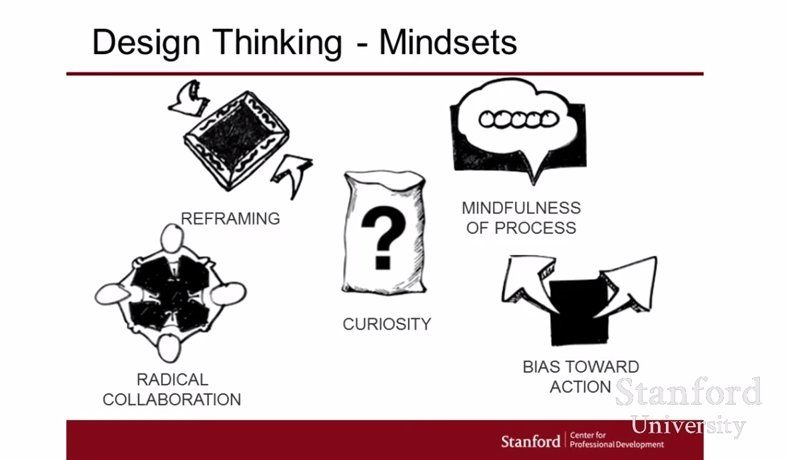 Design Thinking - Mindsets
REFRAMING
MINDFULNESS
OF PROCESS
?
CURIOSITY
RADICAL
COLLABORATION
BIAS TOWARD
ACTION
Stanford
University
Stanford | Center for
Professional Development